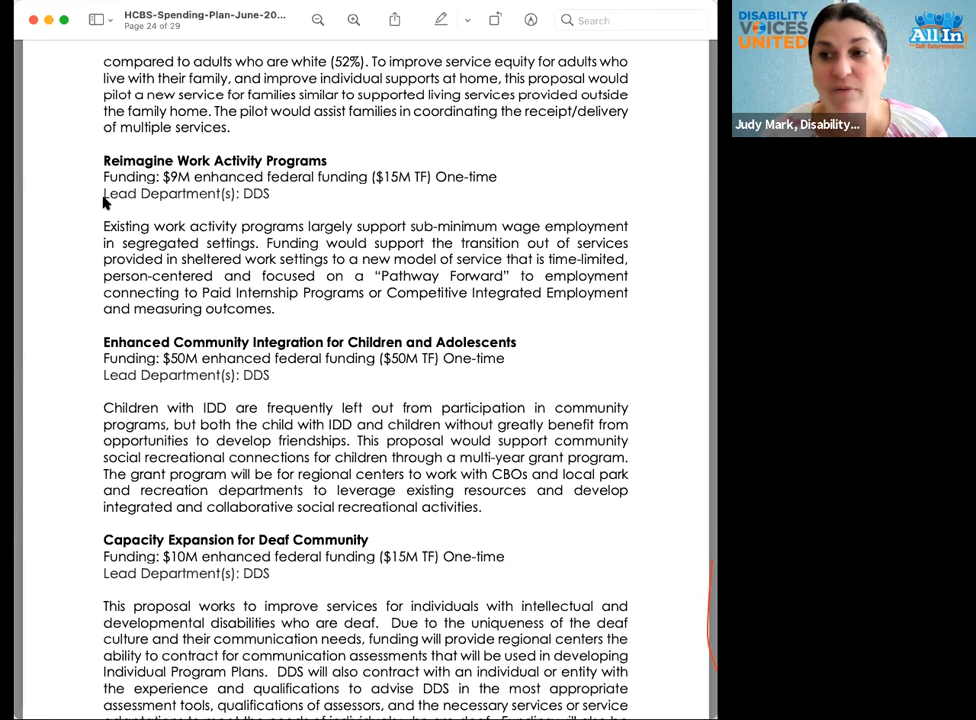 HCBS-Spending-Plan-June-20...
Page 24 of 29
Search
compared to adults who are white (52%). To improve service equity for adults who
live with their family, and improve individual supports at home, this proposal would
pilot a new service for families similar to supported living services provided outside
the family home. The pilot would assist families in coordinating the receipt/delivery
of multiple services.
Reimagine Work Activity Programs
Funding: $9M enhanced federal funding ($15M TF) One-time
Lead Department(s): DDS
Existing work activity programs largely support sub-minimum wage employment
in segregated settings. Funding would support the transition out of services
provided in sheltered work settings to a new model of service that is time-limited,
person-centered and focused on a “Pathway Forward” to employment
connecting to Paid Internship Programs or Competitive Integrated Employment
and measuring outcomes.
Enhanced Community Integration for Children and Adolescents
Funding: $50M enhanced federal funding ($50M TF) One-time
Lead Department(s): DDS
Children with IDD are frequently left out from participation in community
programs, but both the child with IDD and children without greatly benefit from
opportunities to develop friendships. This proposal would support community
social recreational connections for children through a multi-year grant program.
The grant program will be for regional centers to work with CBOs and local park
and recreation departments to leverage existing resources and develop
integrated and collaborative social recreational activities.
Capacity Expansion for Deaf Community
Funding: $10M enhanced federal funding ($15M TF) One-time
Lead Department(s): DDS
This proposal works to improve services for individuals with intellectual and
developmental disabilities who are deaf. Due to the uniqueness of the deaf
culture and their communication needs, funding will provide regional centers the
ability to contract for communication assessments that will be used in developing
Individual Program Plans. DDS will also contract with an individual or entity with
the experience and qualifications to advise DDS in the most appropriate
assessment tools, qualifications of assessors, and the necessary services or service
DISABILITY
VOICES
UNITED
All In
for Self-Determination
Judy Mark, Disability...